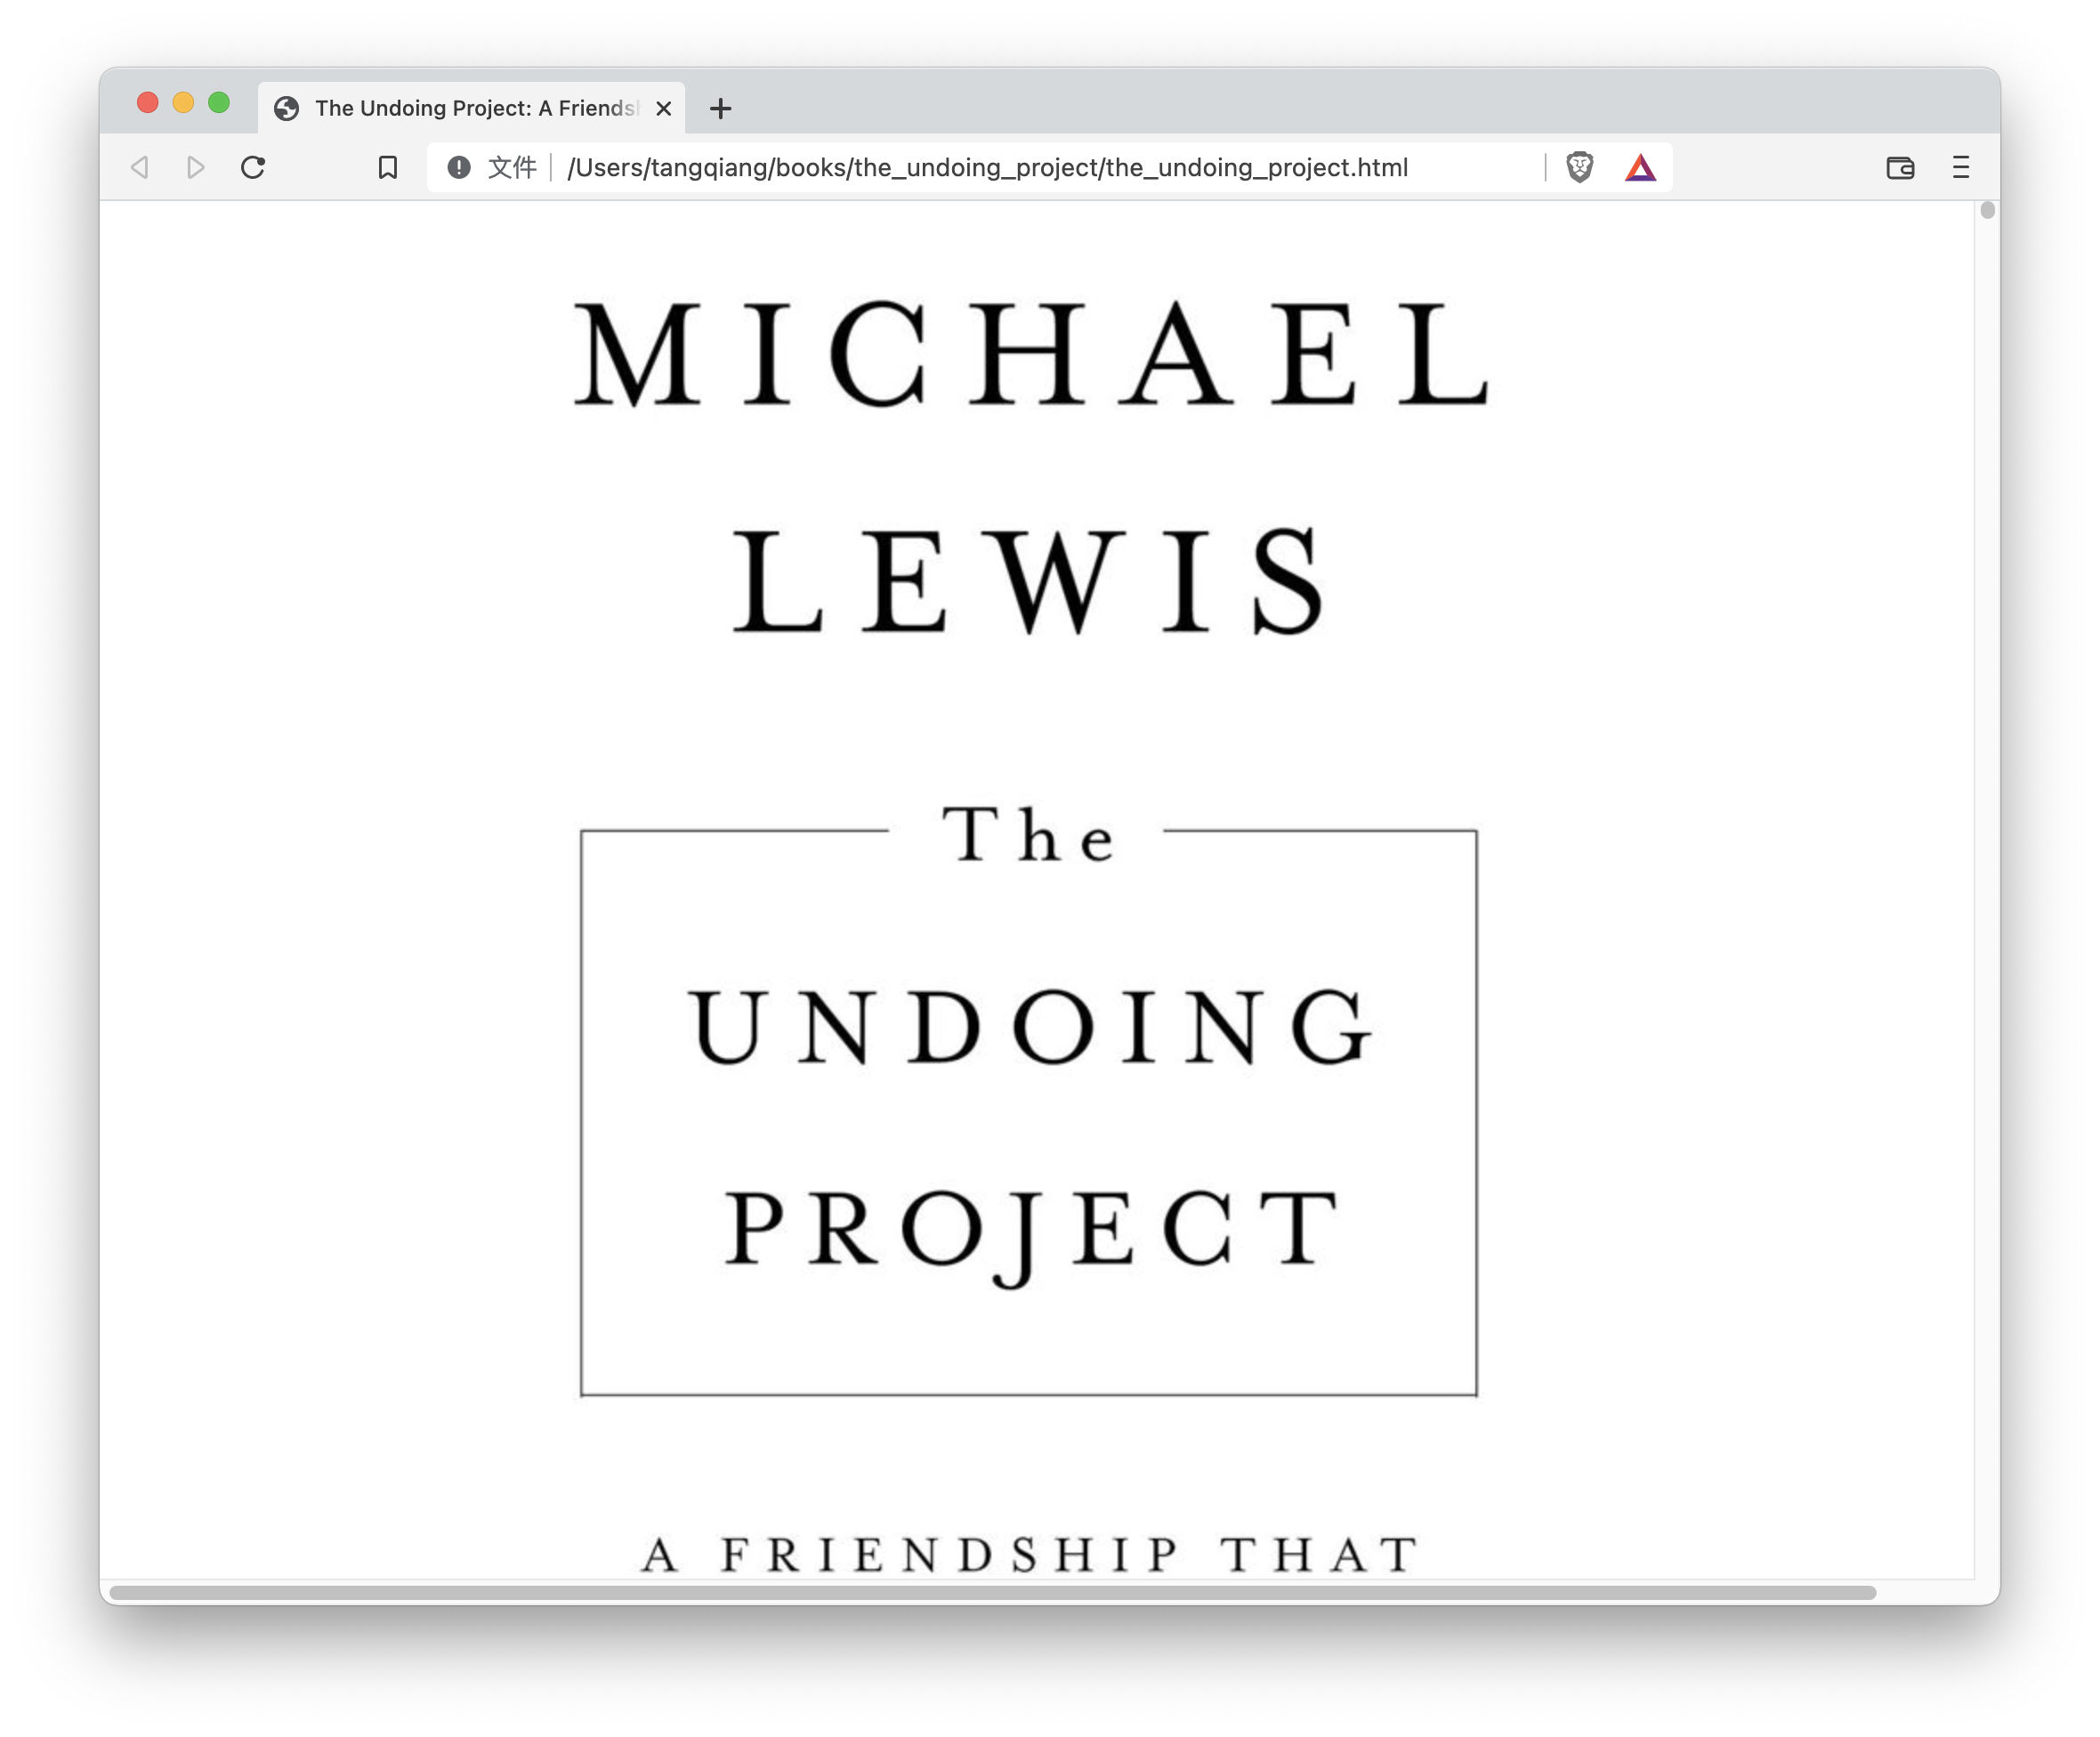 The Undoing Project: A Friends
文件 /Users/tangqiang/books/the_undoing_project/the_undoing_project.html
MICHAEL
LEWIS
The
UNDOING
PROJECT
A FRIENDSHIP THAT